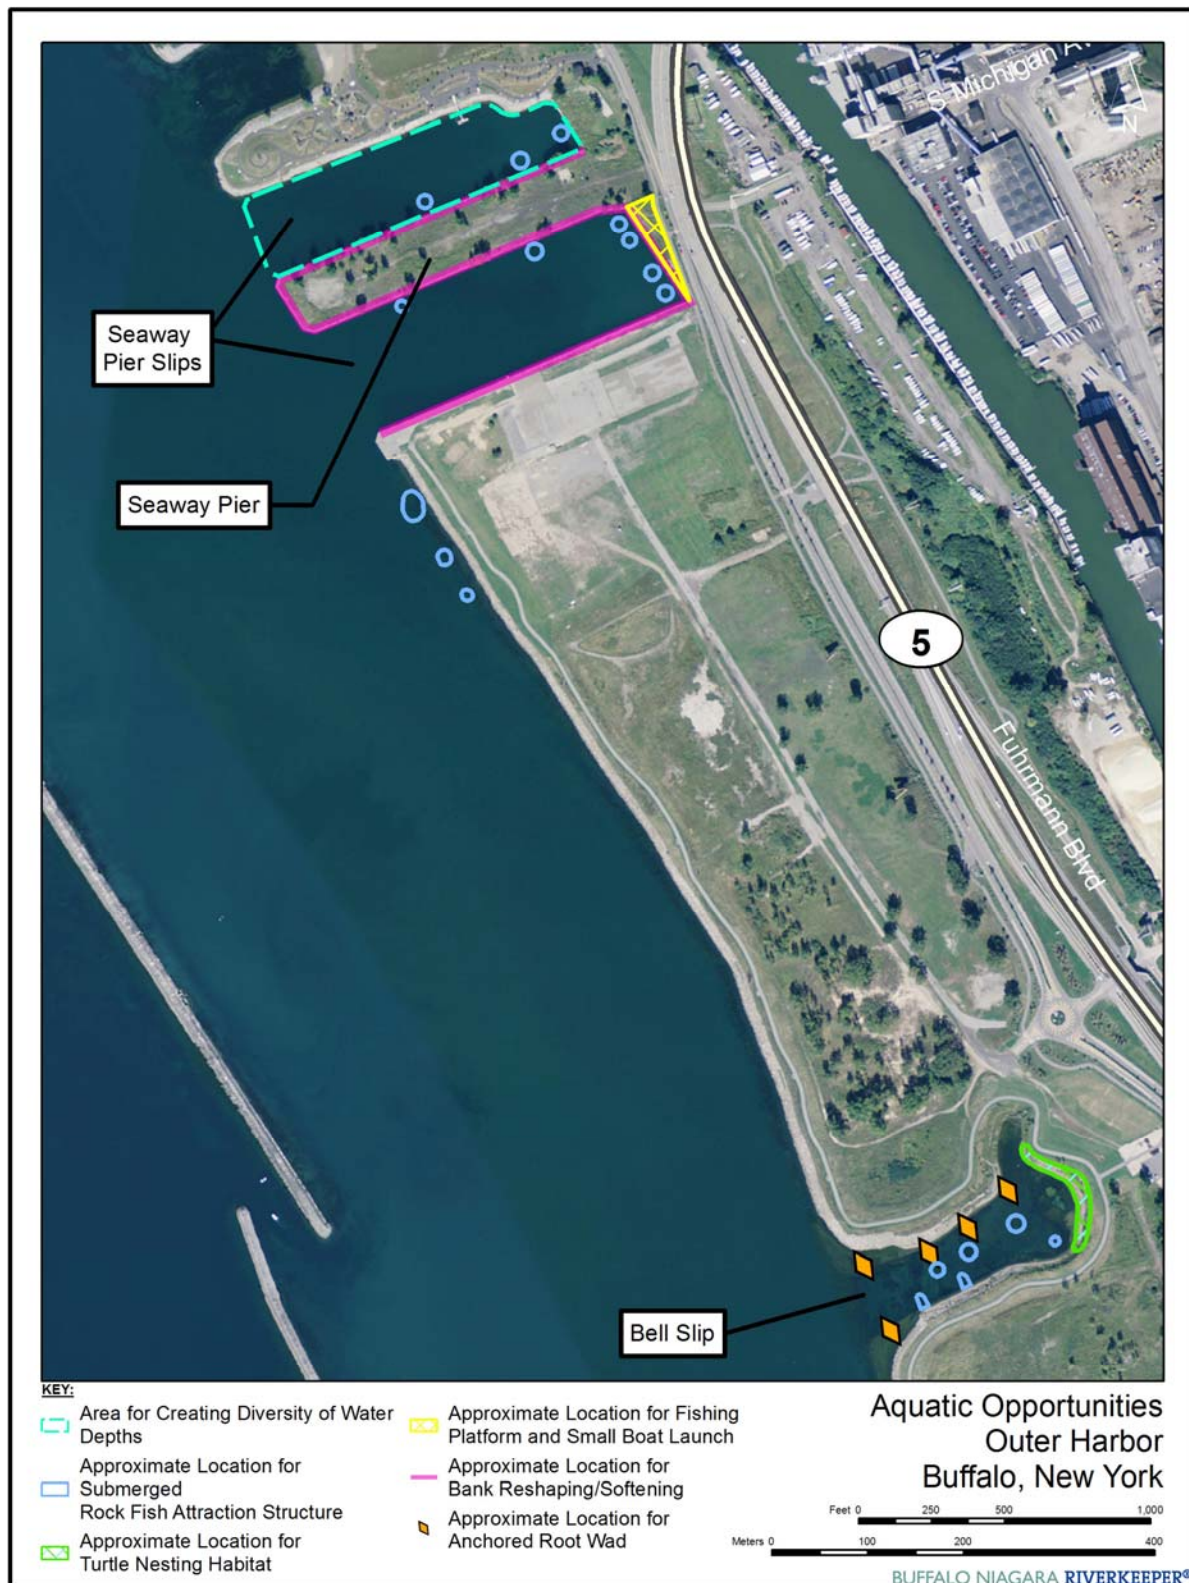 S Michigan Av
N
Seaway
Pier Slips
Seaway Pier
5
Fuhrmann Blvd
Bell Slip
KEY:
Area for Creating Diversity of Water
Depths
Approximate Location for
Submerged
Rock Fish Attraction Structure
Approximate Location for
Turtle Nesting Habitat
Approximate Location for Fishing
Platform and Small Boat Launch
Approximate Location for
Bank Reshaping/Softening
Approximate Location for
Anchored Root Wad
Aquatic Opportunities
Outer Harbor
Buffalo, New York
Feet 0 250 500 1,000
Meters 0 100 200 400
BUFFALO NIAGARA RIVERKEEPER®